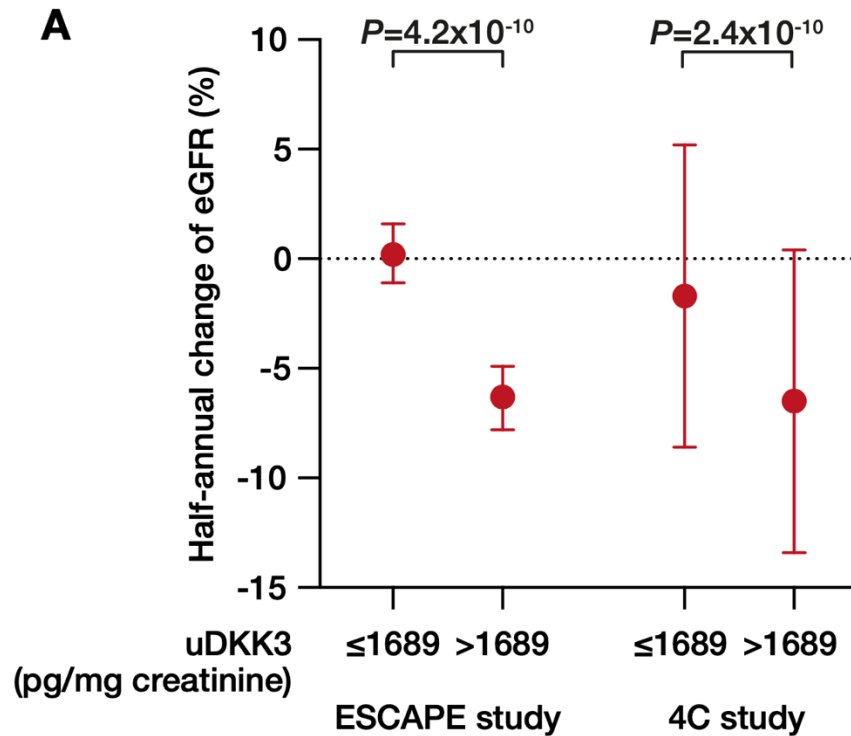 A
P=4.2x10⁻¹⁰ P=2.4x10⁻¹⁰
Half-annual change of eGFR (%)
10
5
0
-5
-10
-15
uDKK3 ≤1689 >1689 ≤1689 >1689
(pg/mg creatinine)
ESCAPE study 4C study